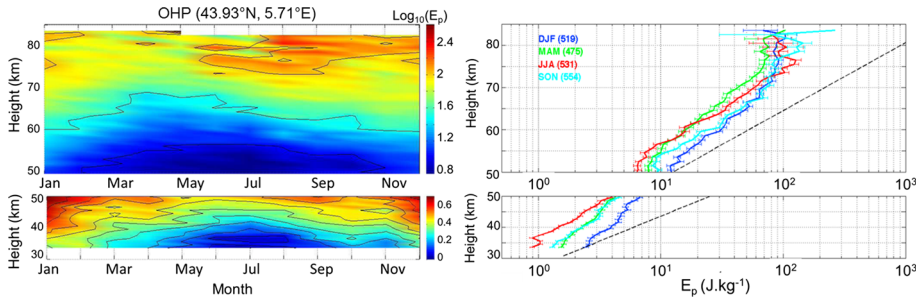 OHP (43.93°N, 5.71°E)
Log10(Ep)
80
70
60
50
Height (km)
Jan Mar May Jul Sep Nov
2.4
2
1.6
1.2
0.8
50
40
30
Height (km)
Jan Mar May Jul Sep Nov
Month
0.6
0.4
0.2
0
DJF (519)
MAM (475)
JJA (531)
SON (554)
80
70
60
50
Height (km)
10^0 10^1 10^2 10^3
50
40
30
Height (km)
10^0 10^1 10^2 10^3
Ep (J.kg-1)